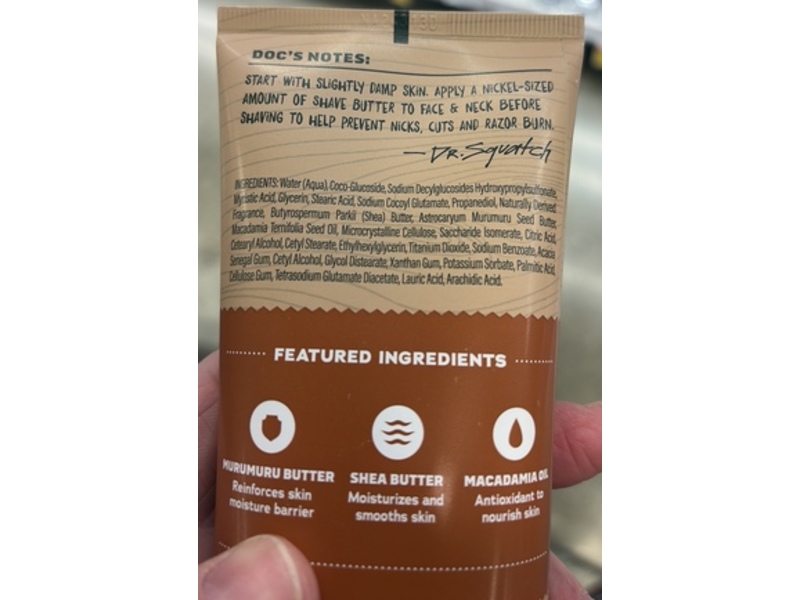 DOC'S NOTES:
START WITH SLIGHTLY DAMP SKIN. APPLY A NICKEL-SIZED
AMOUNT OF SHAVE BUTTER TO FACE & NECK BEFORE
SHAVING TO HELP PREVENT NICKS, CUTS AND RAZOR BURN.
—DR. Squatch
INGREDIENTS: Water (Aqua), Coco-Glucoside, Sodium Decylglucosides Hydroxypropylsulfonate,
Myristic Acid, Glycerin, Stearic Acid, Sodium Cocoyl Glutamate, Propanediol, Naturally Derived
Fragrance, Butyrospermum Parkii (Shea) Butter, Astrocaryum Murumuru Seed Butter,
Macadamia Ternifolia Seed Oil, Microcrystalline Cellulose, Saccharide Isomerate, Citric Acid,
Cetearyl Alcohol, Cetyl Stearate, Ethylhexylglycerin, Titanium Dioxide, Sodium Benzoate, Acacia
Senegal Gum, Cetyl Alcohol, Glycol Distearate, Xanthan Gum, Potassium Sorbate, Palmitic Acid,
Cellulose Gum, Tetrasodium Glutamate Diacetate, Lauric Acid, Arachidic Acid.
FEATURED INGREDIENTS
MURUMURU BUTTER
Reinforces skin
moisture barrier
SHEA BUTTER
Moisturizes and
smooths skin
MACADAMIA OIL
Antioxidant to
nourish skin